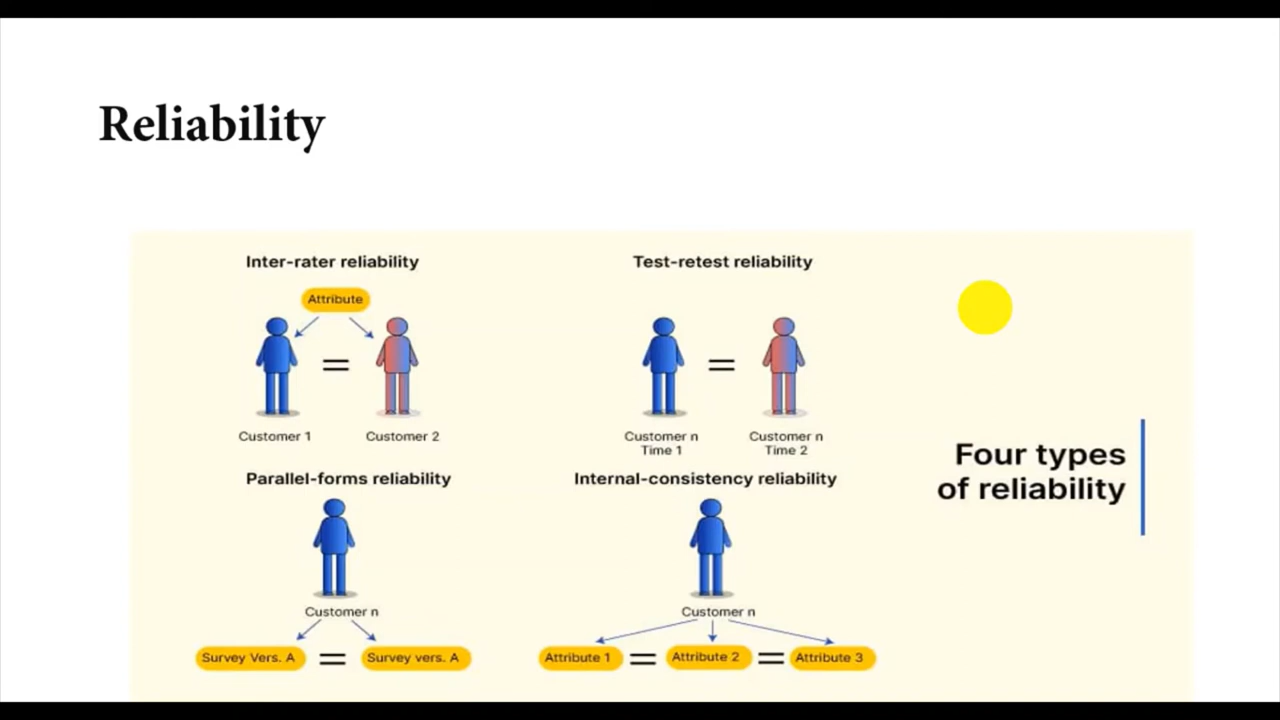 Reliability
Inter-rater reliability
Attribute
Customer 1
Customer 2
Test-retest reliability
Customer n
Time 1
Customer n
Time 2
Parallel-forms reliability
Customer n
Survey Vers. A
=
Survey vers. A
Internal-consistency reliability
Customer n
Attribute 1
=
Attribute 2
=
Attribute 3
Four types
of reliability